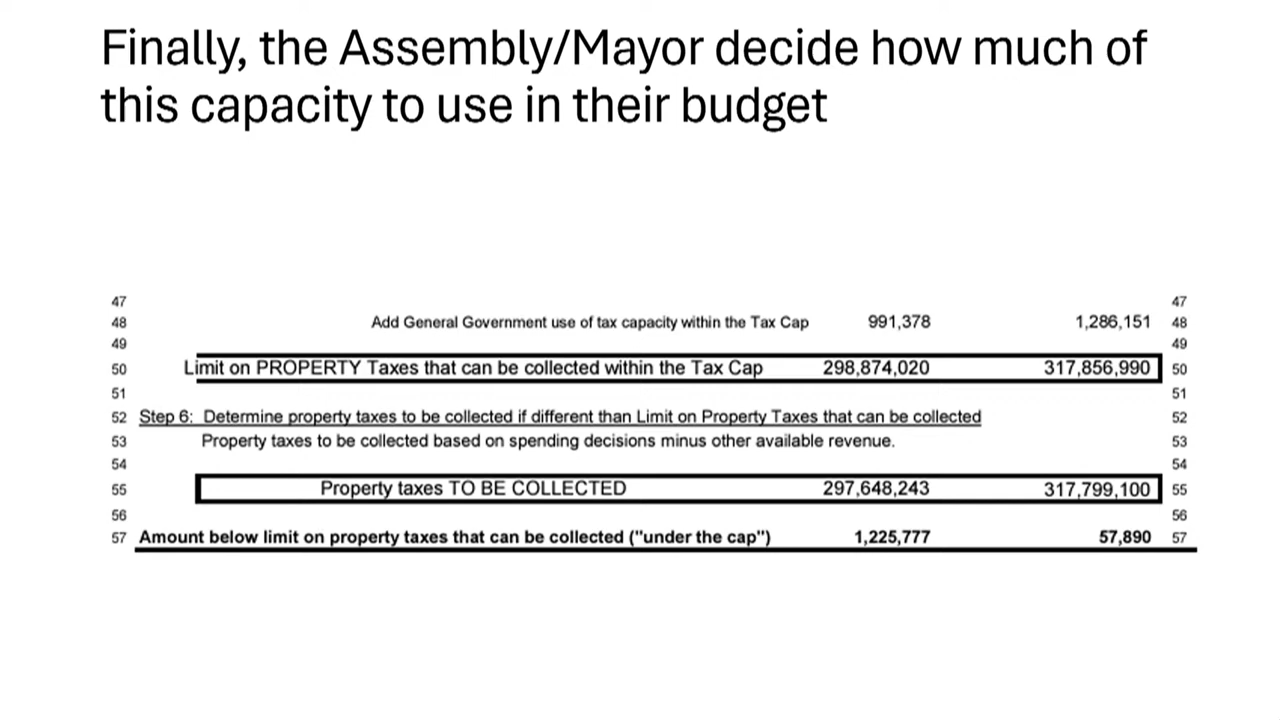 Finally, the Assembly/Mayor decide how much of
this capacity to use in their budget
47 47
48 Add General Government use of tax capacity within the Tax Cap 991,378 1,286,151 48
49 49
50 Limit on PROPERTY Taxes that can be collected within the Tax Cap 298,874,020 317,856,990 50
51 51
52 Step 6: Determine property taxes to be collected if different than Limit on Property Taxes that can be collected 52
53 Property taxes to be collected based on spending decisions minus other available revenue. 53
54 54
55 Property taxes TO BE COLLECTED 297,648,243 317,799,100 55
56 56
57 Amount below limit on property taxes that can be collected ("under the cap") 1,225,777 57,890 57